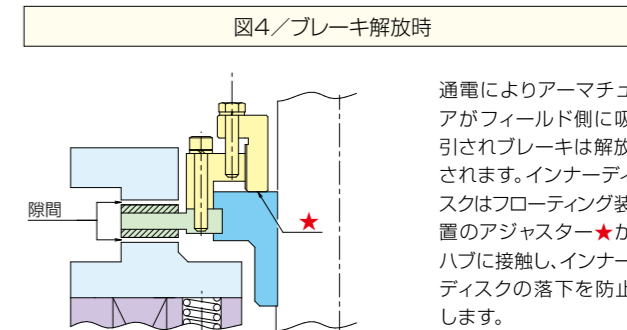 図4／ブレーキ解放時
通電によりアーマチュ
アがフィールド側に吸
引されブレーキは解放
されます。インナーディ
スクはフローティング装
置のアジャスター★が
ハブに接触し、インナー
ディスクの落下を防止
します。
隙間
★